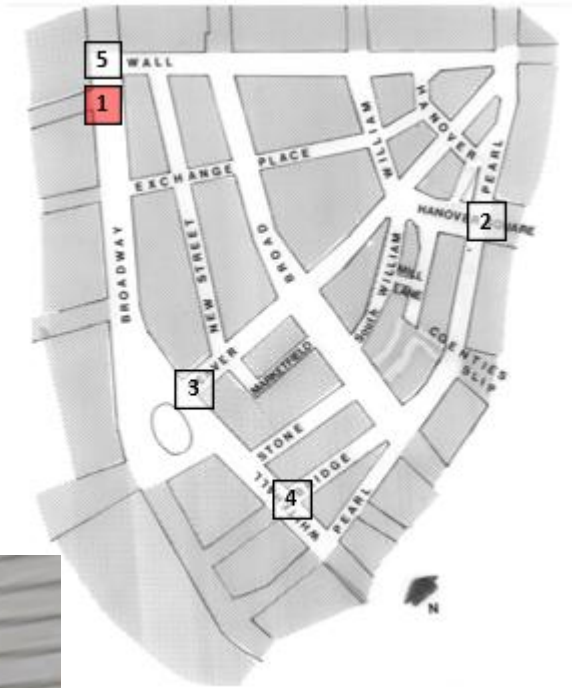 5
WALL
1
HANOVER
WILLIAM
EXCHANGE PLACE
PEARL
HANOVER SQUARE
2
BROADWAY
NEW STREET
BROAD
South WILLIAM
MILL
LANE
COENTIES
SLIP
MARKETFIELD
3
STONE
BRIDGE
4
WHITEHALL
PEARL
N